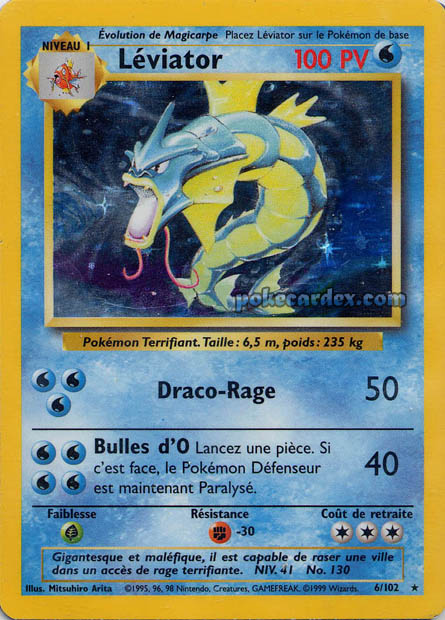 Évolution de Magicarpe Placez Léviator sur le Pokémon de base
NIVEAU I
Léviator 100 PV
pokecardex.com
Pokémon Terrifiant. Taille : 6,5 m, poids : 235 kg
Draco-Rage 50
Bulles d'O Lancez une pièce. Si
c'est face, le Pokémon Défenseur
est maintenant Paralysé.
40
Faiblesse Résistance Coût de retraite
-30
Gigantesque et maléfique, il est capable de raser une ville
dans un accès de rage terrifiante. NIV. 41 No. 130
Illus. Mitsuhiro Arita ©1995, 96, 98 Nintendo, Creatures, GAMEFREAK. ©1999 Wizards. 6/102